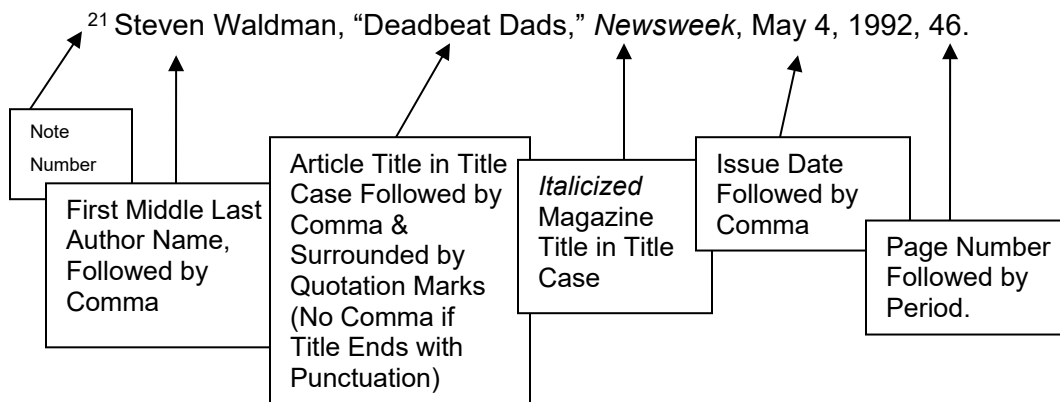 21 Steven Waldman, “Deadbeat Dads,” Newsweek, May 4, 1992, 46.
Note
Number
First Middle Last
Author Name,
Followed by
Comma
Article Title in Title
Case Followed by
Comma &
Surrounded by
Quotation Marks
(No Comma if
Title Ends with
Punctuation)
Italicized
Magazine
Title in Title
Case
Issue Date
Followed by
Comma
Page Number
Followed by
Period.